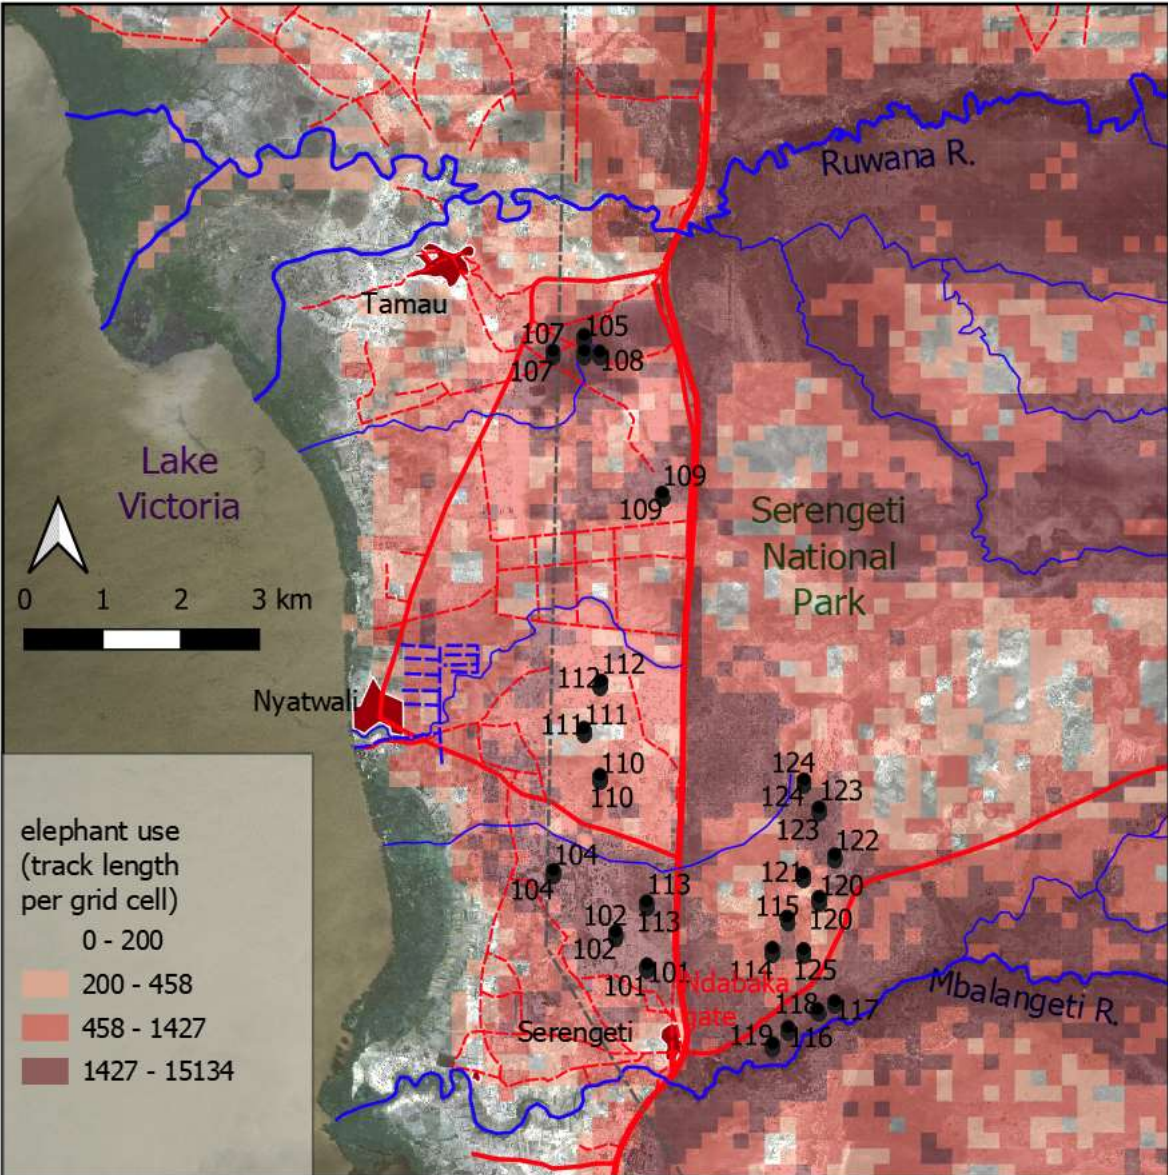 Ruwana R.
Tamau
107
105
107
108
Lake
Victoria
109
109
Serengeti
National
Park
0 1 2 3 km
112
112
Nyatwali
111
111
110
110
124
124
123
123
122
104
104
121
120
120
113
113
115
102
102
114
125
101
101
Ndabaka
gate
118
117
Mbalangeti R.
Serengeti
119
116
elephant use
(track length
per grid cell)
0 - 200
200 - 458
458 - 1427
1427 - 15134